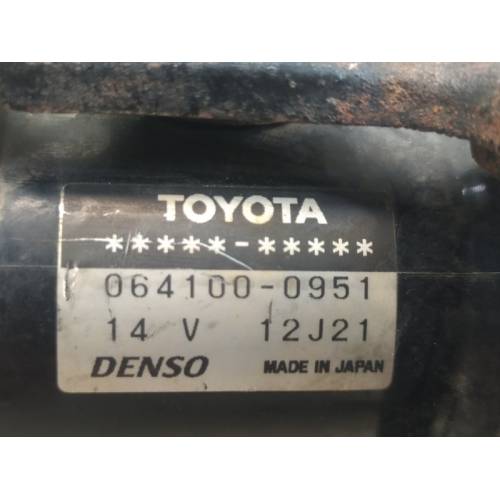 TOYOTA
*****-*****
064100-0951
14 V 12J21
DENSO MADE IN JAPAN